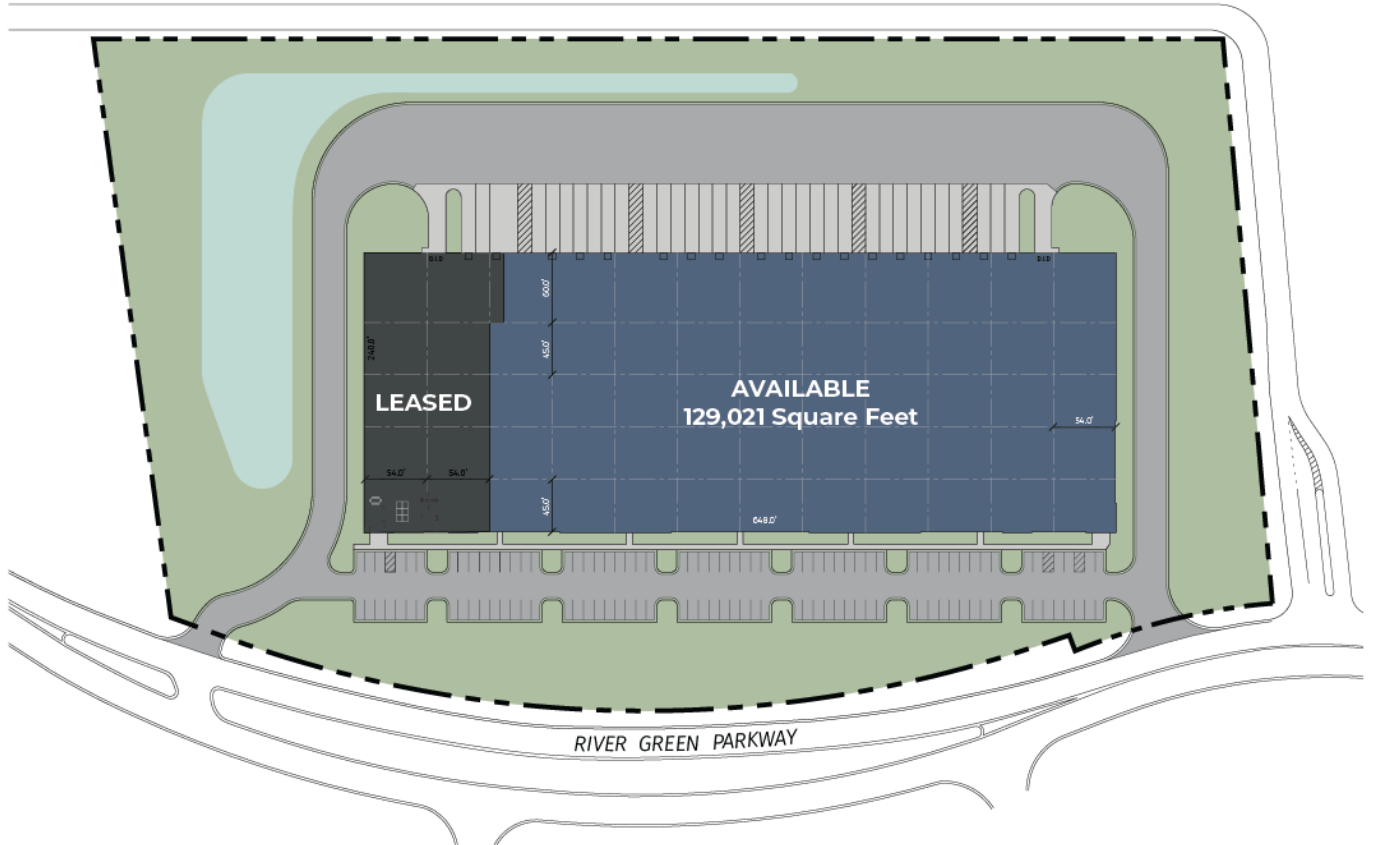 D.I.D
D.I.D
60.0'
240.0'
45.0'
LEASED
AVAILABLE
129,021 Square Feet
54.0'
54.0'
54.0'
45.0'
648.0'
RIVER GREEN PARKWAY